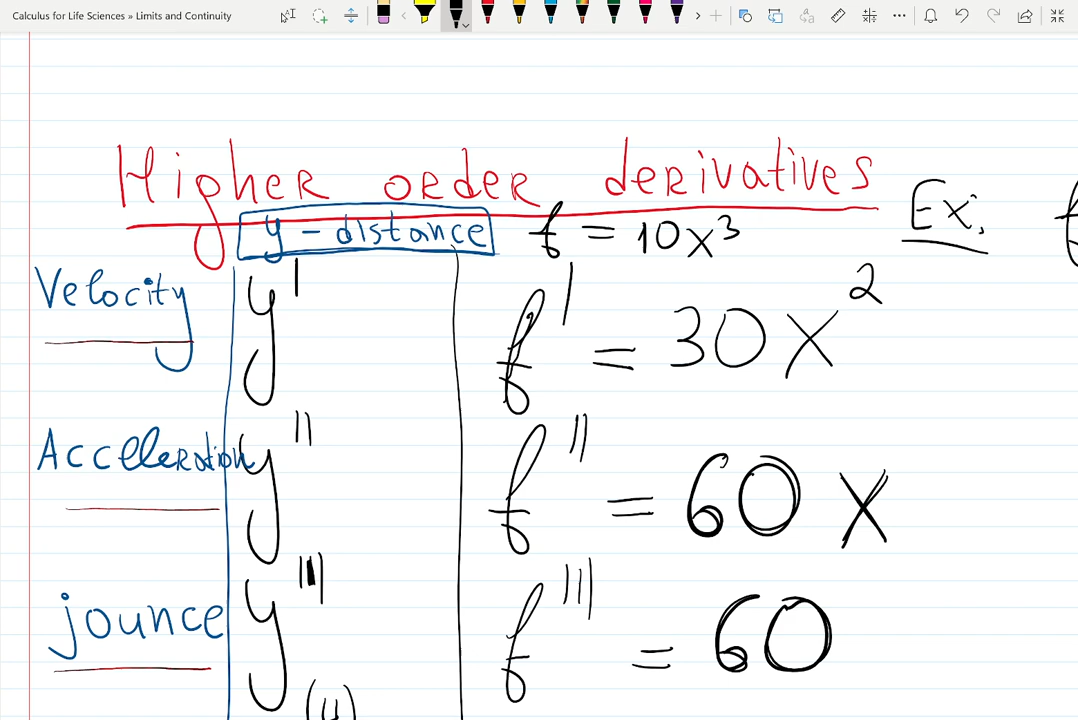 Calculus for Life Sciences » Limits and Continuity
Higher order derivatives
y - distance f = 10x³ Ex:
Velocity y' f' = 30x²
Acceleration y'' f'' = 60x
jounce y''' f''' = 60
(4)